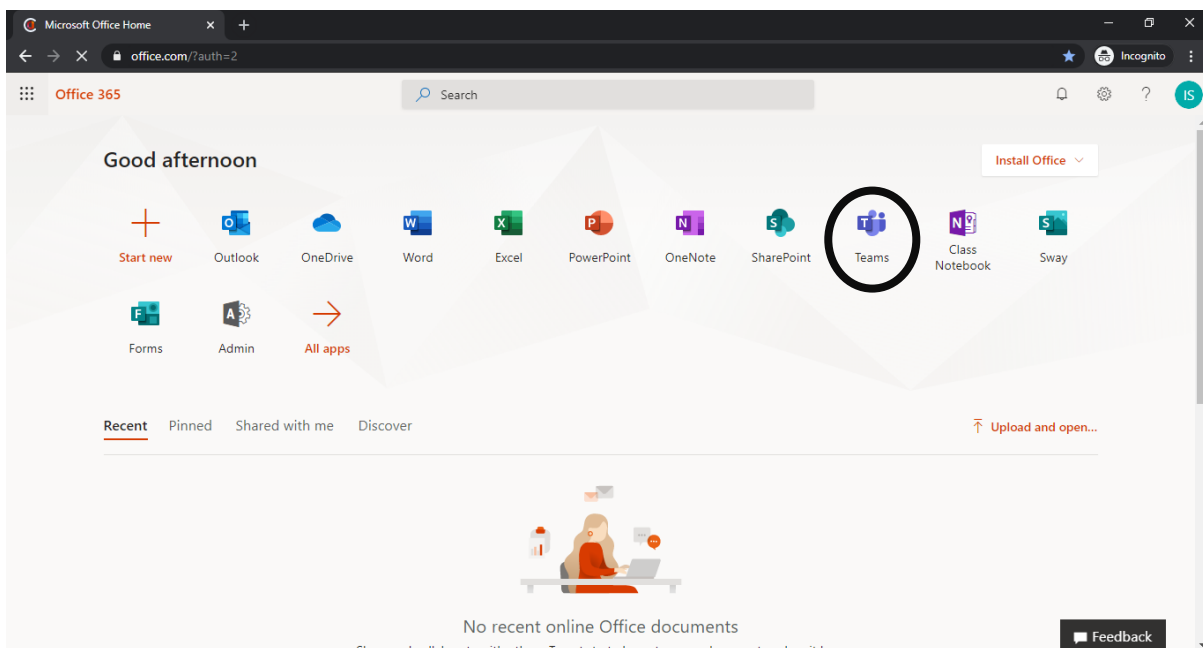 Microsoft Office Home
office.com/?auth=2
Incognito
Office 365
Search
IS
Good afternoon
Install Office
Start new
Outlook
OneDrive
Word
Excel
PowerPoint
OneNote
SharePoint
Teams
Class
Notebook
Sway
Forms
Admin
All apps
Recent Pinned Shared with me Discover
Upload and open...
No recent online Office documents
Feedback